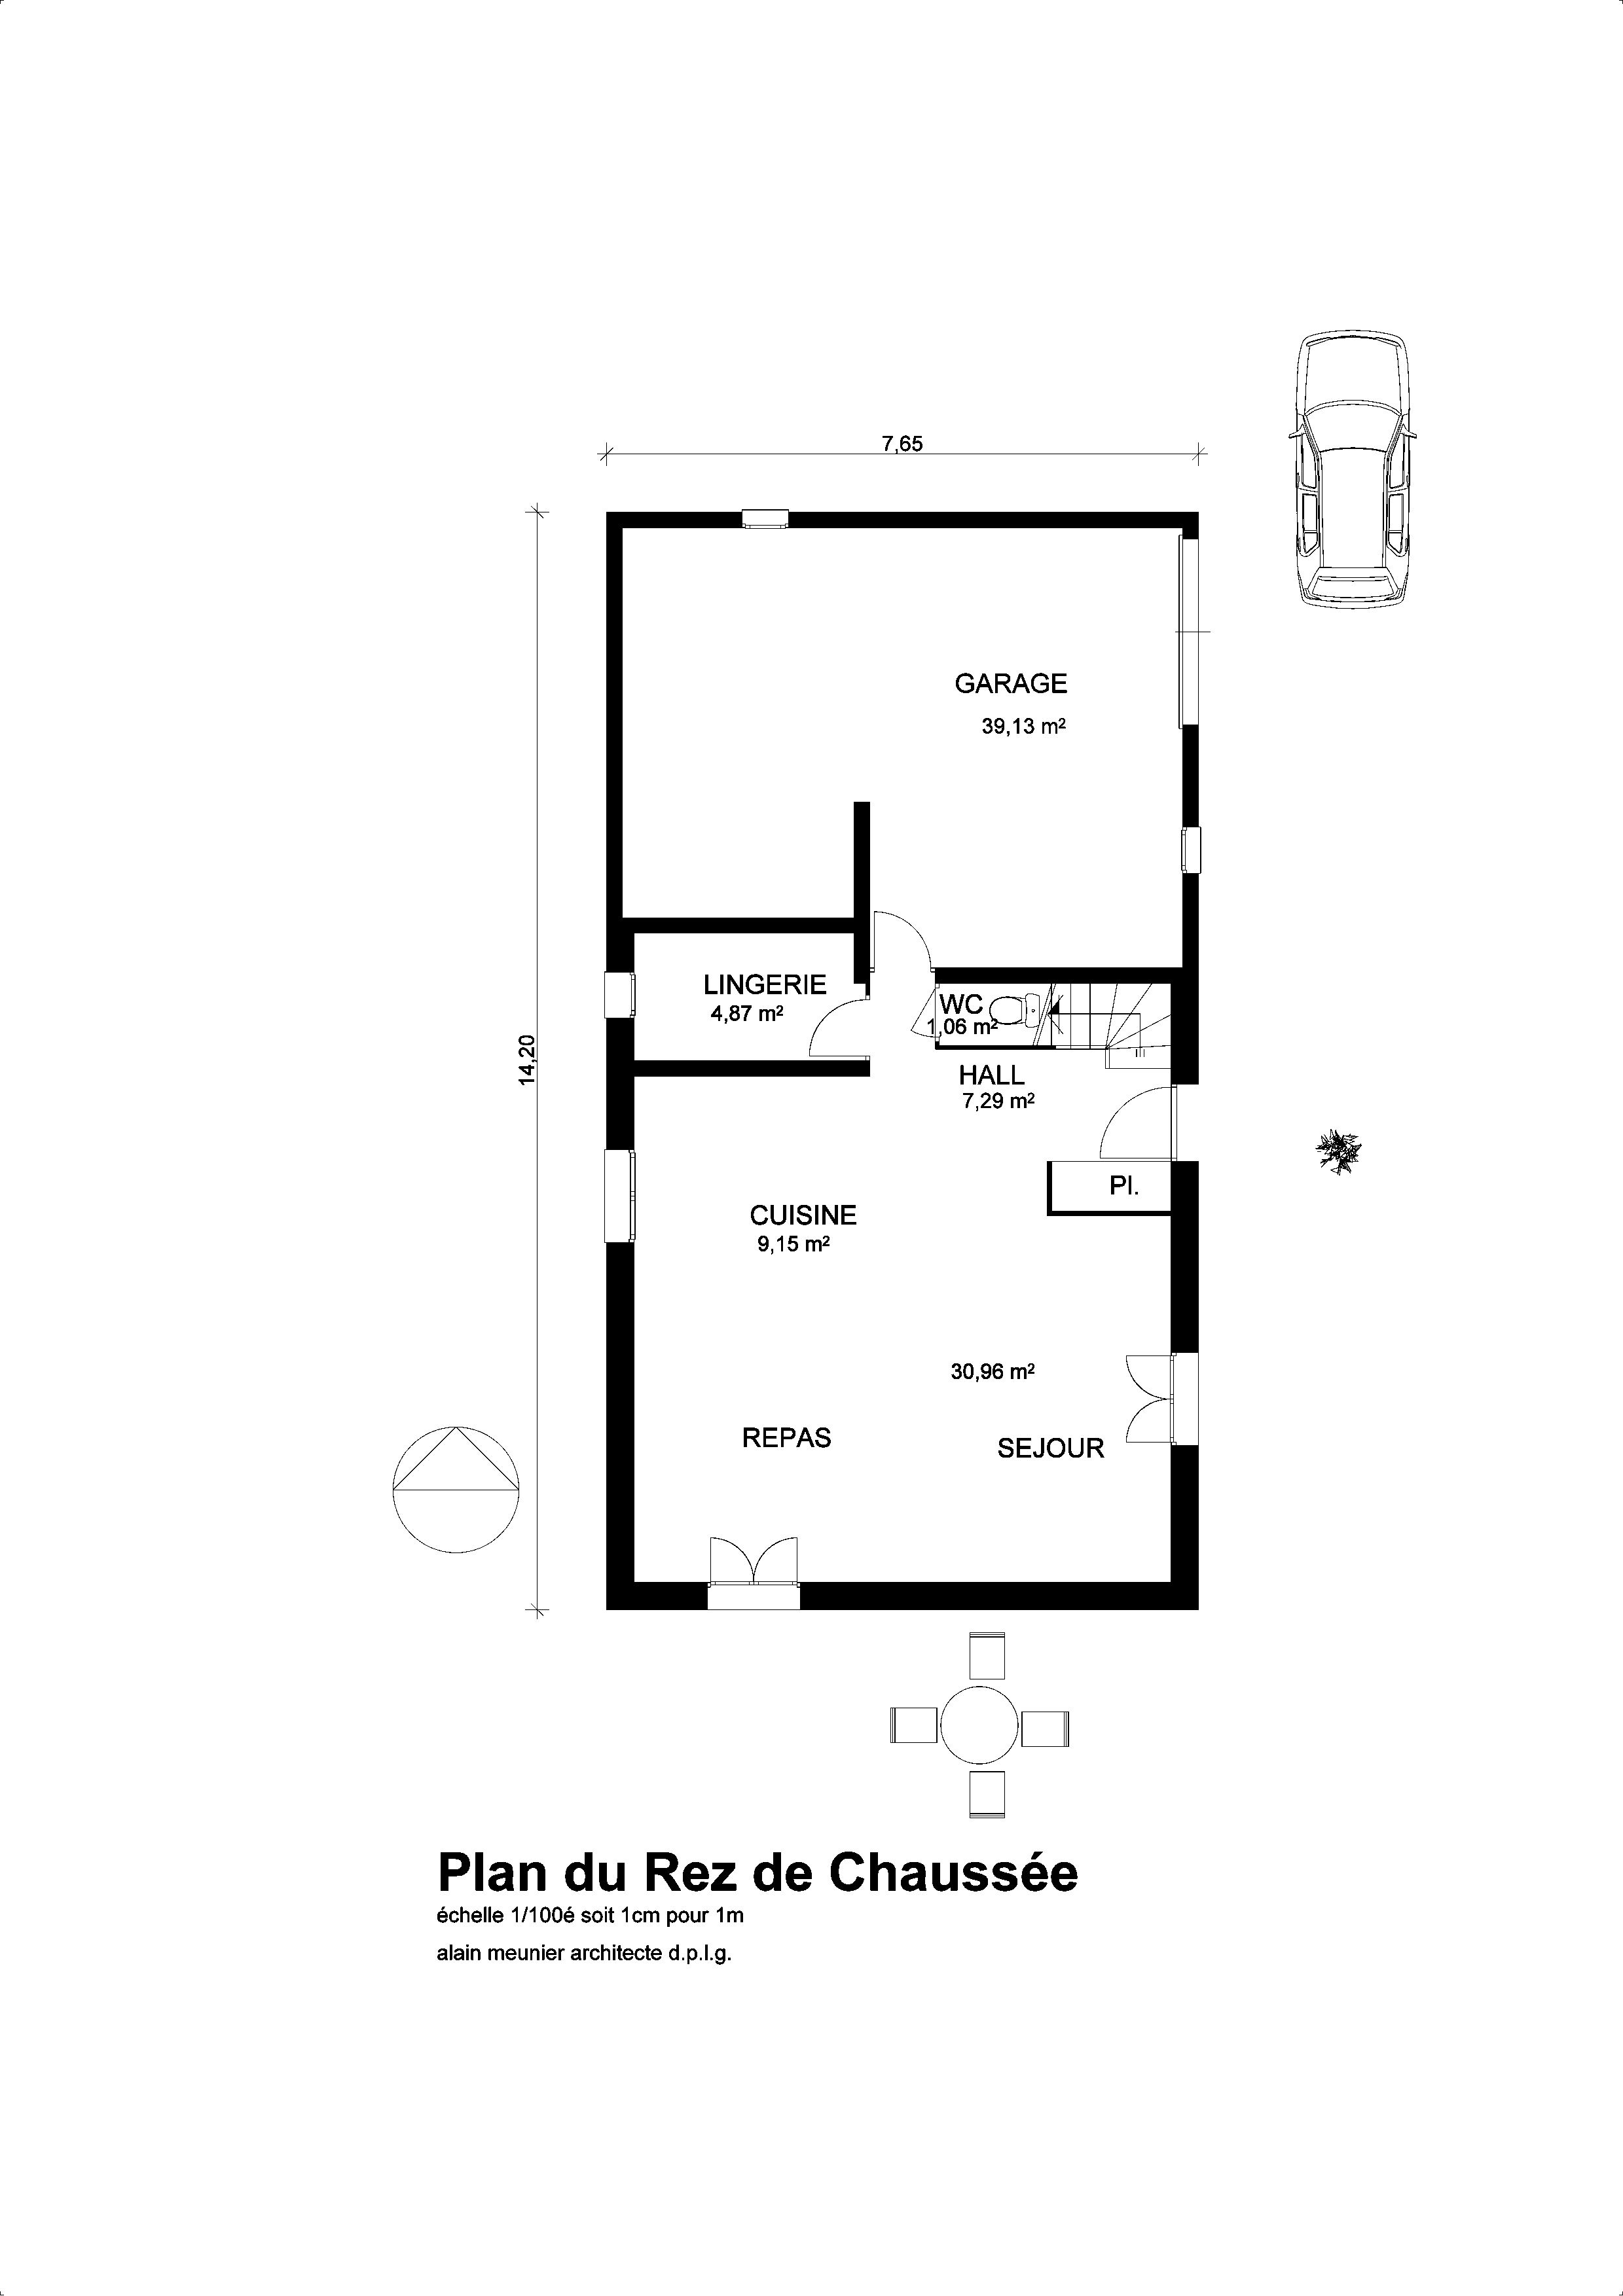 7,65
GARAGE
39,13 m²
LINGERIE
4,87 m²
WC
1,06 m²
14,20
HALL
7,29 m²
Pl.
CUISINE
9,15 m²
30,96 m²
REPAS
SEJOUR
Plan du Rez de Chaussée
échelle 1/100é soit 1cm pour 1m
alain meunier architecte d.p.l.g.